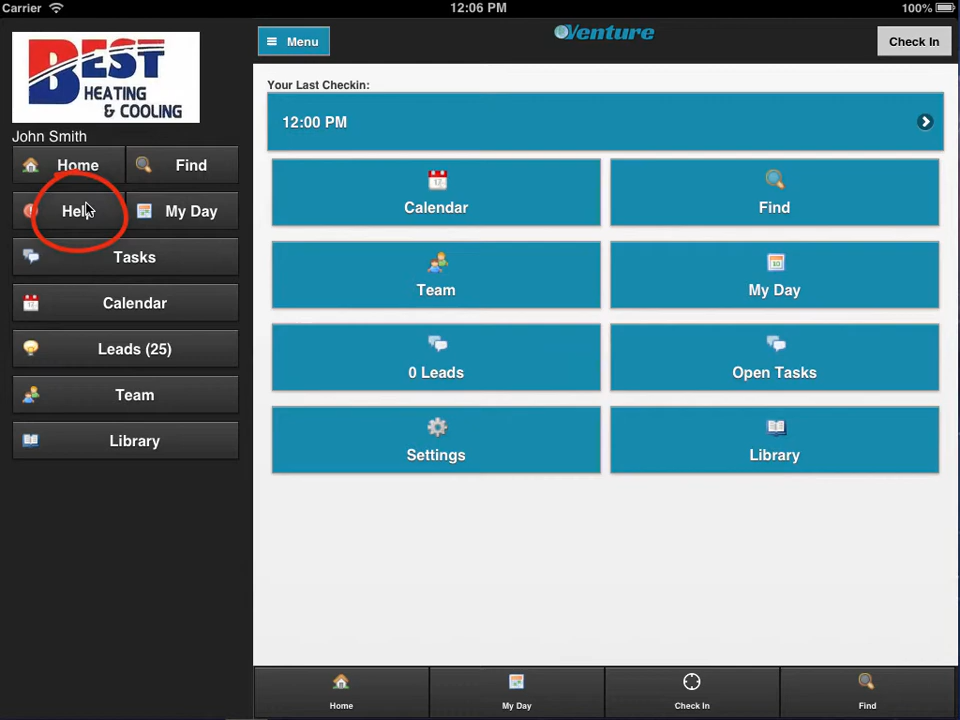 Carrier
12:06 PM
100%
BEST
HEATING
& COOLING
John Smith
Home
Find
Help
My Day
Tasks
Calendar
Leads (25)
Team
Library
Menu
Venture
Check In
Your Last Checkin:
12:00 PM
Calendar
Find
Team
My Day
0 Leads
Open Tasks
Settings
Library
Home
My Day
Check In
Find